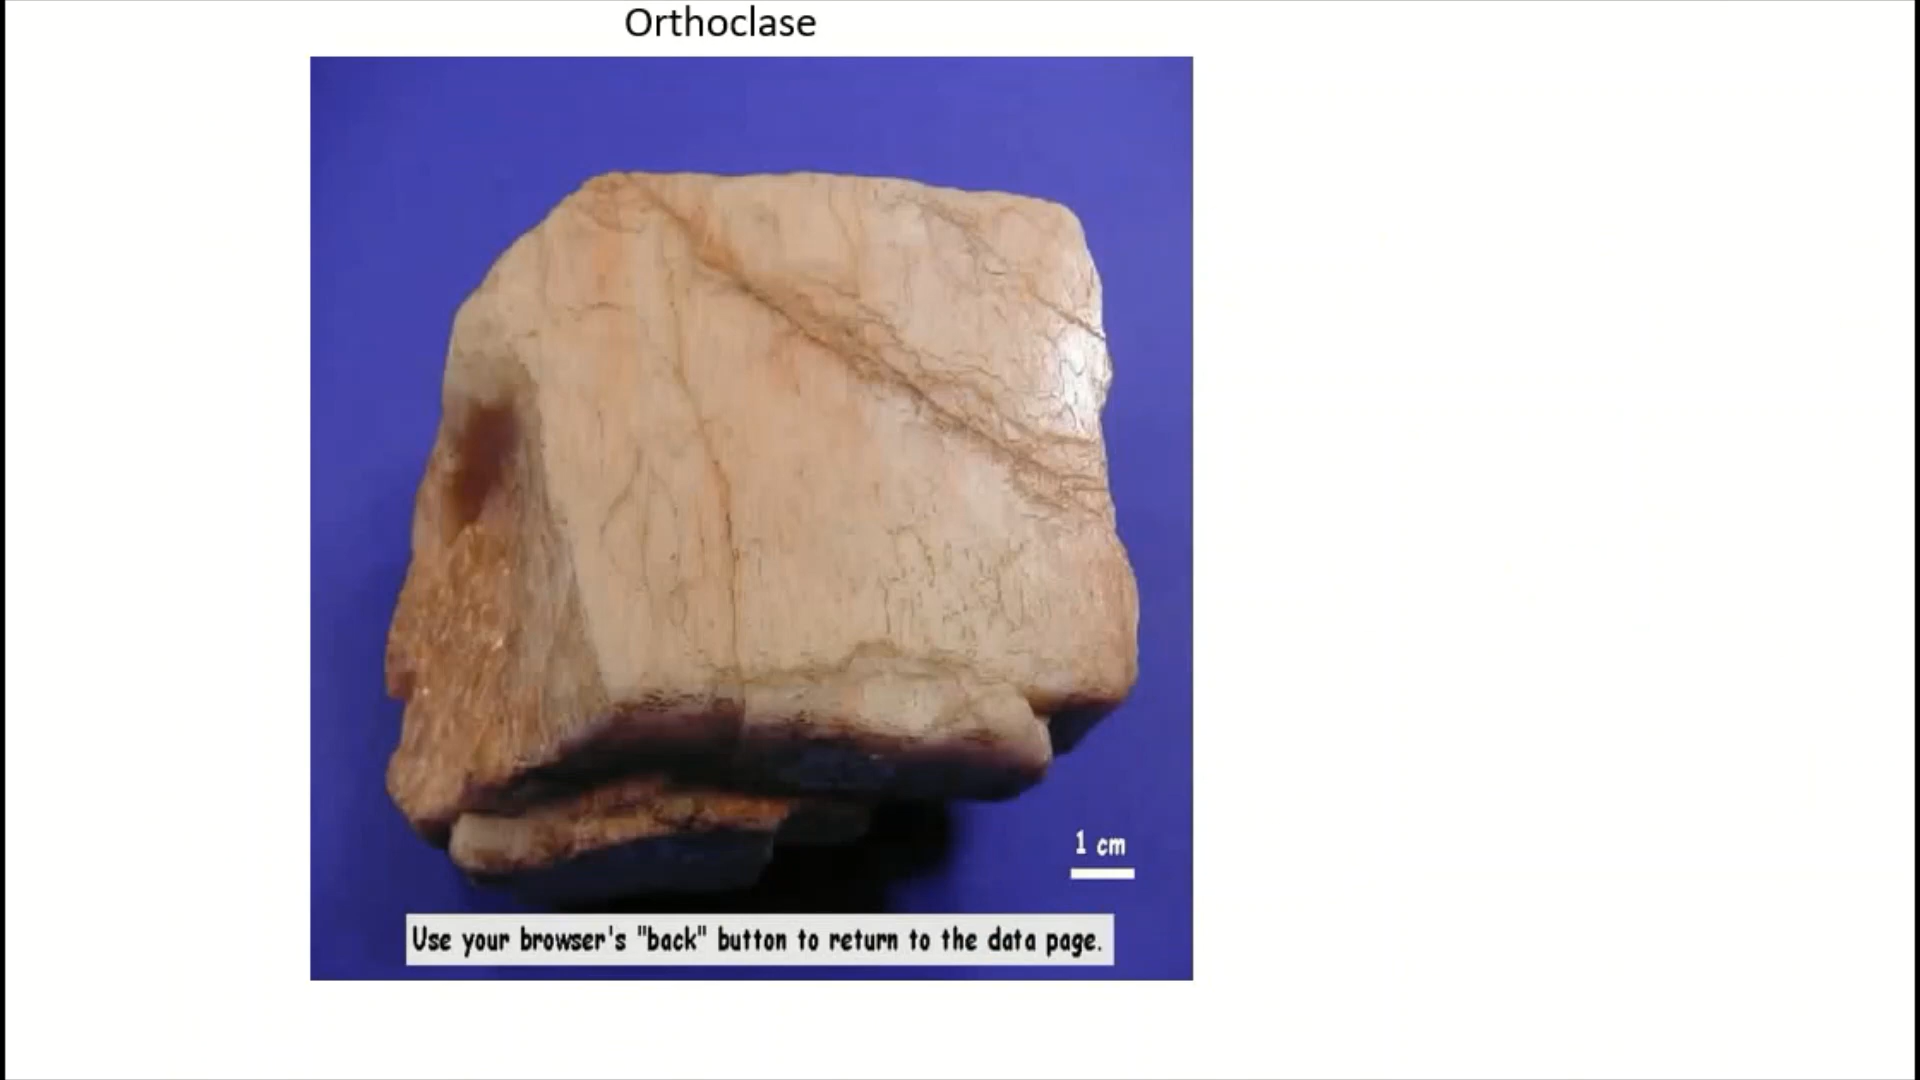 Orthoclase
1 cm
Use your browser's "back" button to return to the data page.